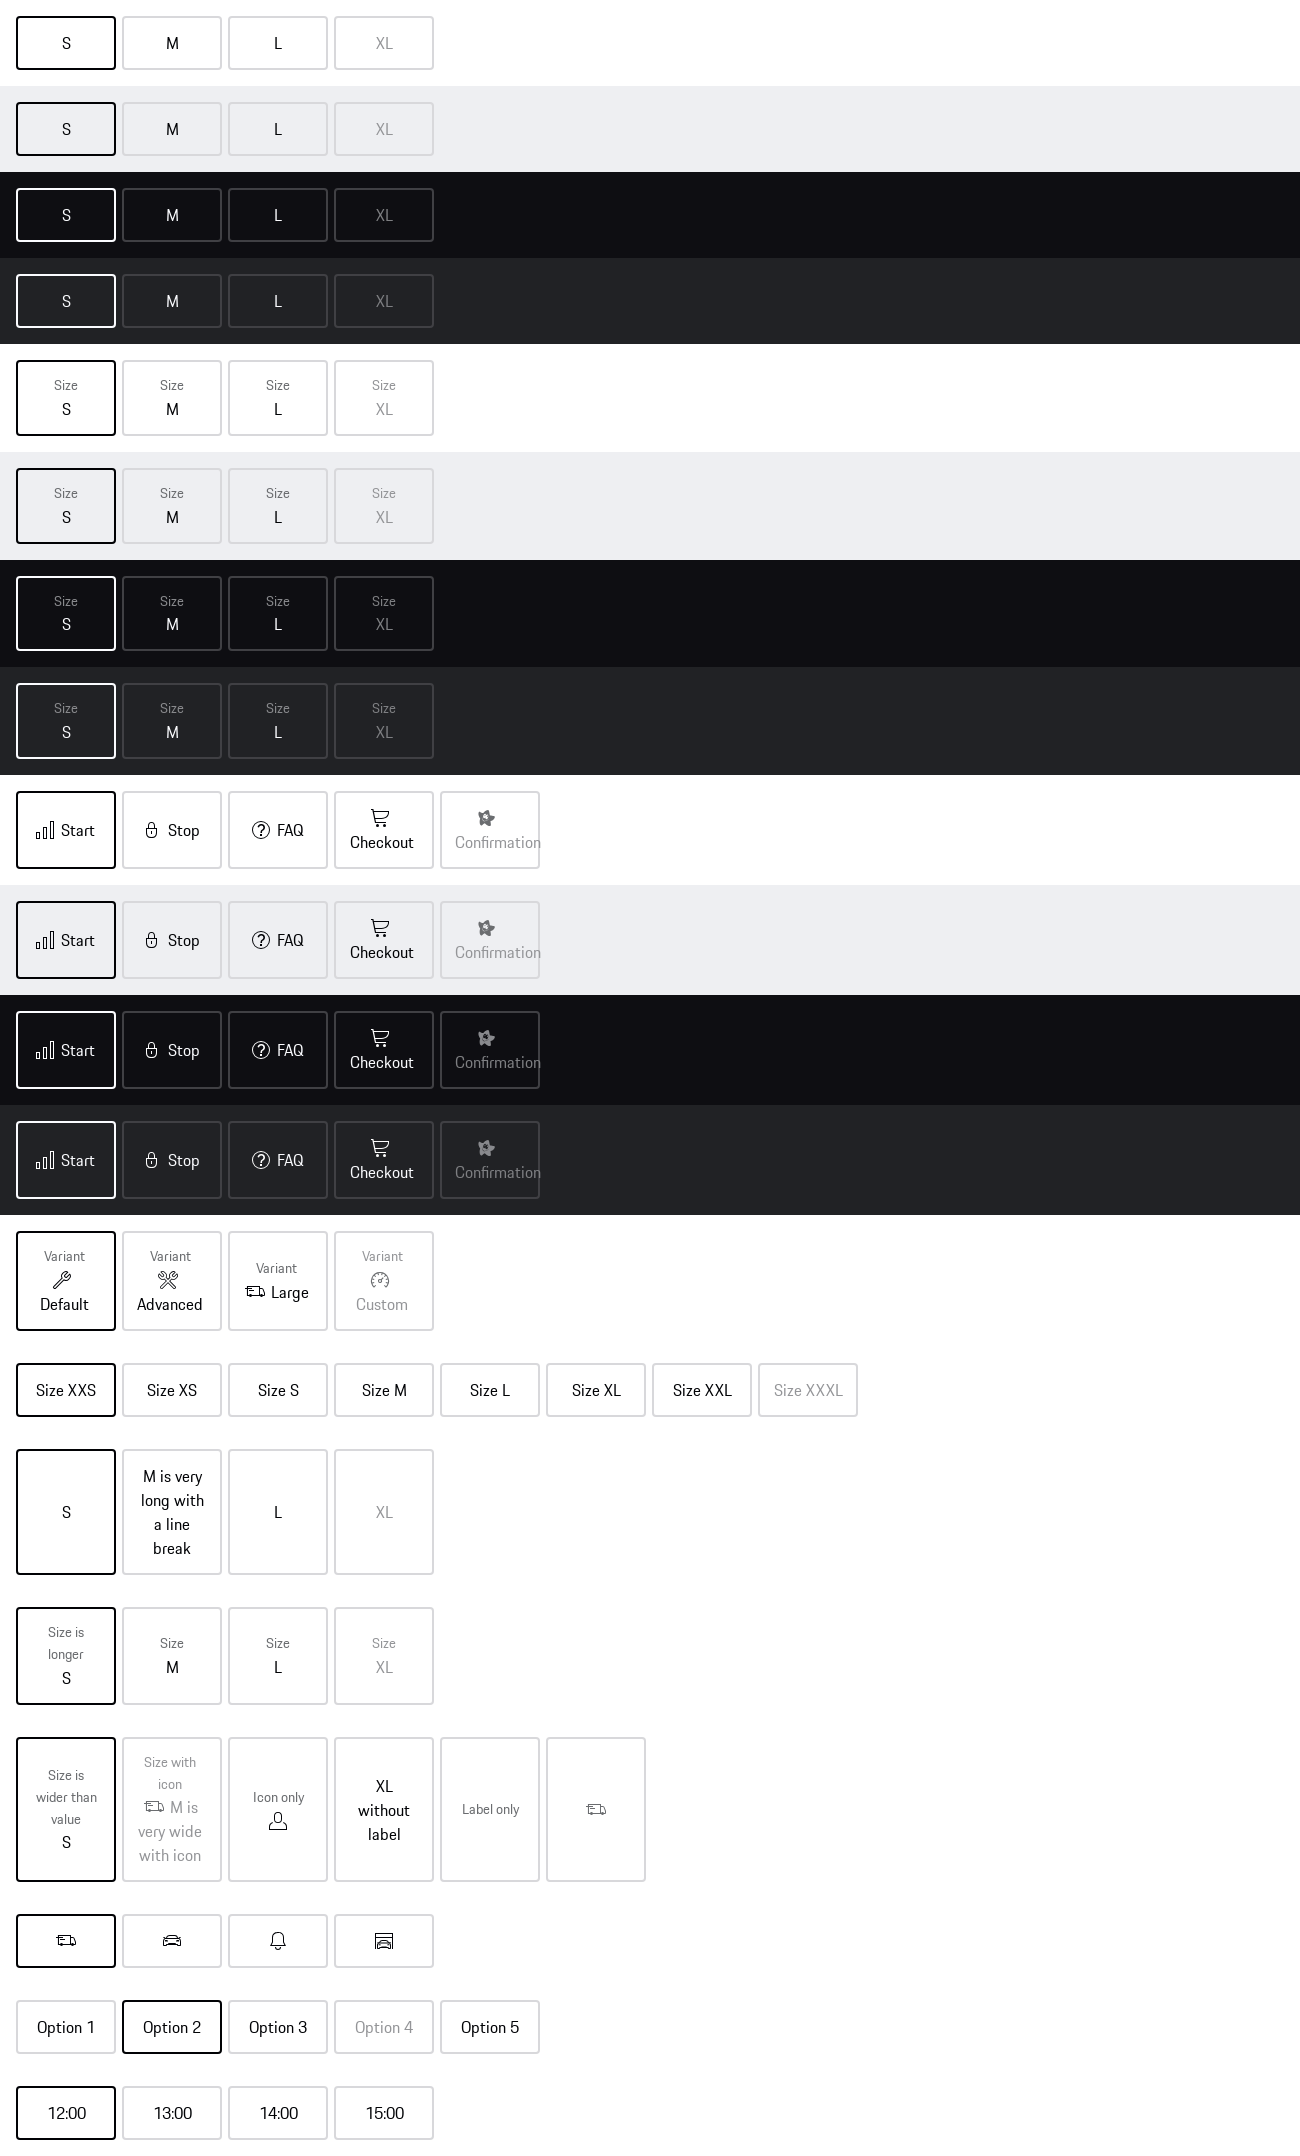 S M L XL
S M L XL
S M L XL
S M L XL
Size Size Size Size
S M L XL
Size Size Size Size
S M L XL
Size Size Size Size
S M L XL
Size Size Size Size
S M L XL
Start Stop FAQ Checkout Confirmation
Start Stop FAQ Checkout Confirmation
Start Stop FAQ Checkout Confirmation
Start Stop FAQ Checkout Confirmation
Variant
Default
Variant
Advanced
Variant
Large
Variant
Custom
Size XXS Size XS Size S Size M Size L Size XL Size XXL Size XXXL
S
M is very
long with
a line
break
L
XL
Size is
longer
S
Size
M
Size
L
Size
XL
Size is
wider than
value
S
Size with
icon
M is
very wide
with icon
Icon only
XL
without
label
Label only
Option 1 Option 2 Option 3 Option 4 Option 5
12:00 13:00 14:00 15:00